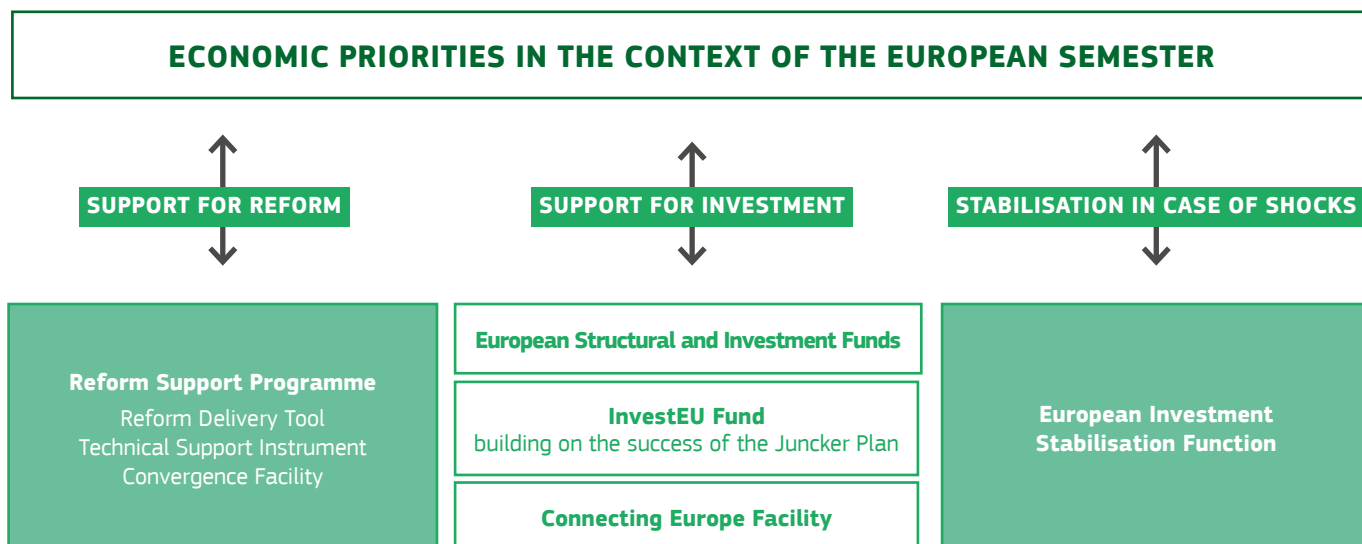 ECONOMIC PRIORITIES IN THE CONTEXT OF THE EUROPEAN SEMESTER
SUPPORT FOR REFORM
SUPPORT FOR INVESTMENT
STABILISATION IN CASE OF SHOCKS
Reform Support Programme
Reform Delivery Tool
Technical Support Instrument
Convergence Facility
European Structural and Investment Funds
InvestEU Fund
building on the success of the Juncker Plan
Connecting Europe Facility
European Investment
Stabilisation Function